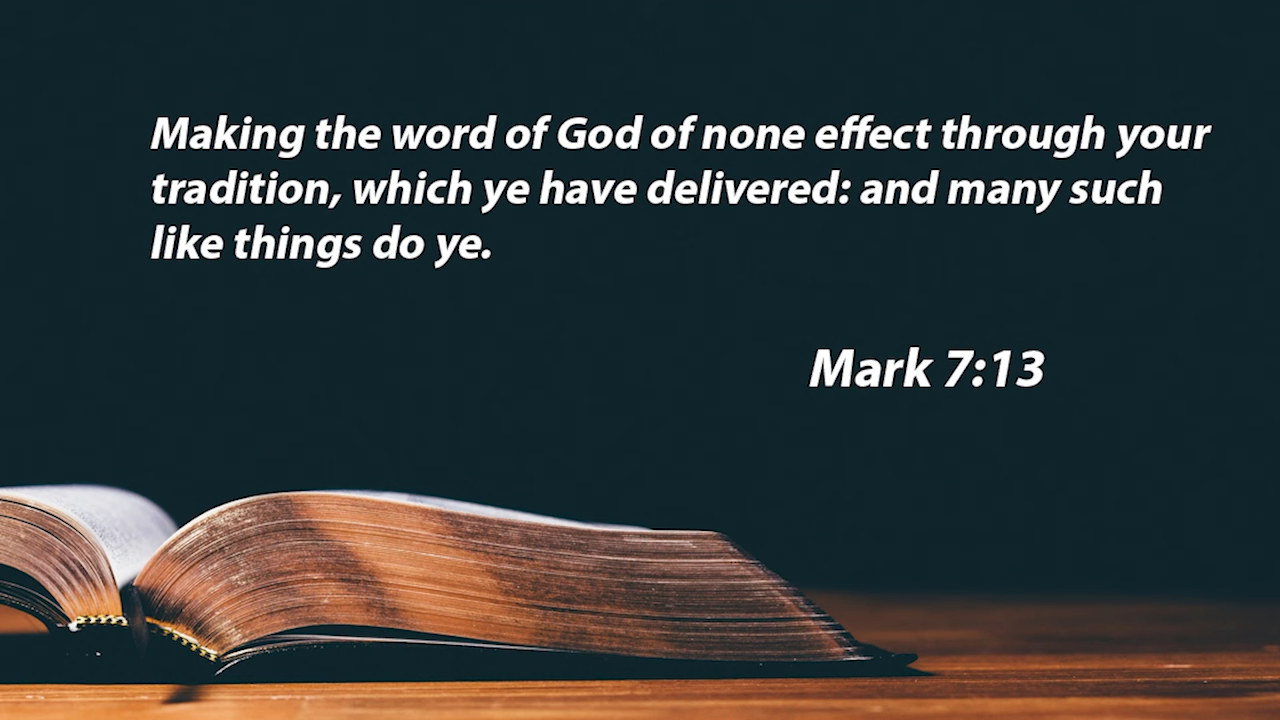 Making the word of God of none effect through your
tradition, which ye have delivered: and many such
like things do ye.
Mark 7:13